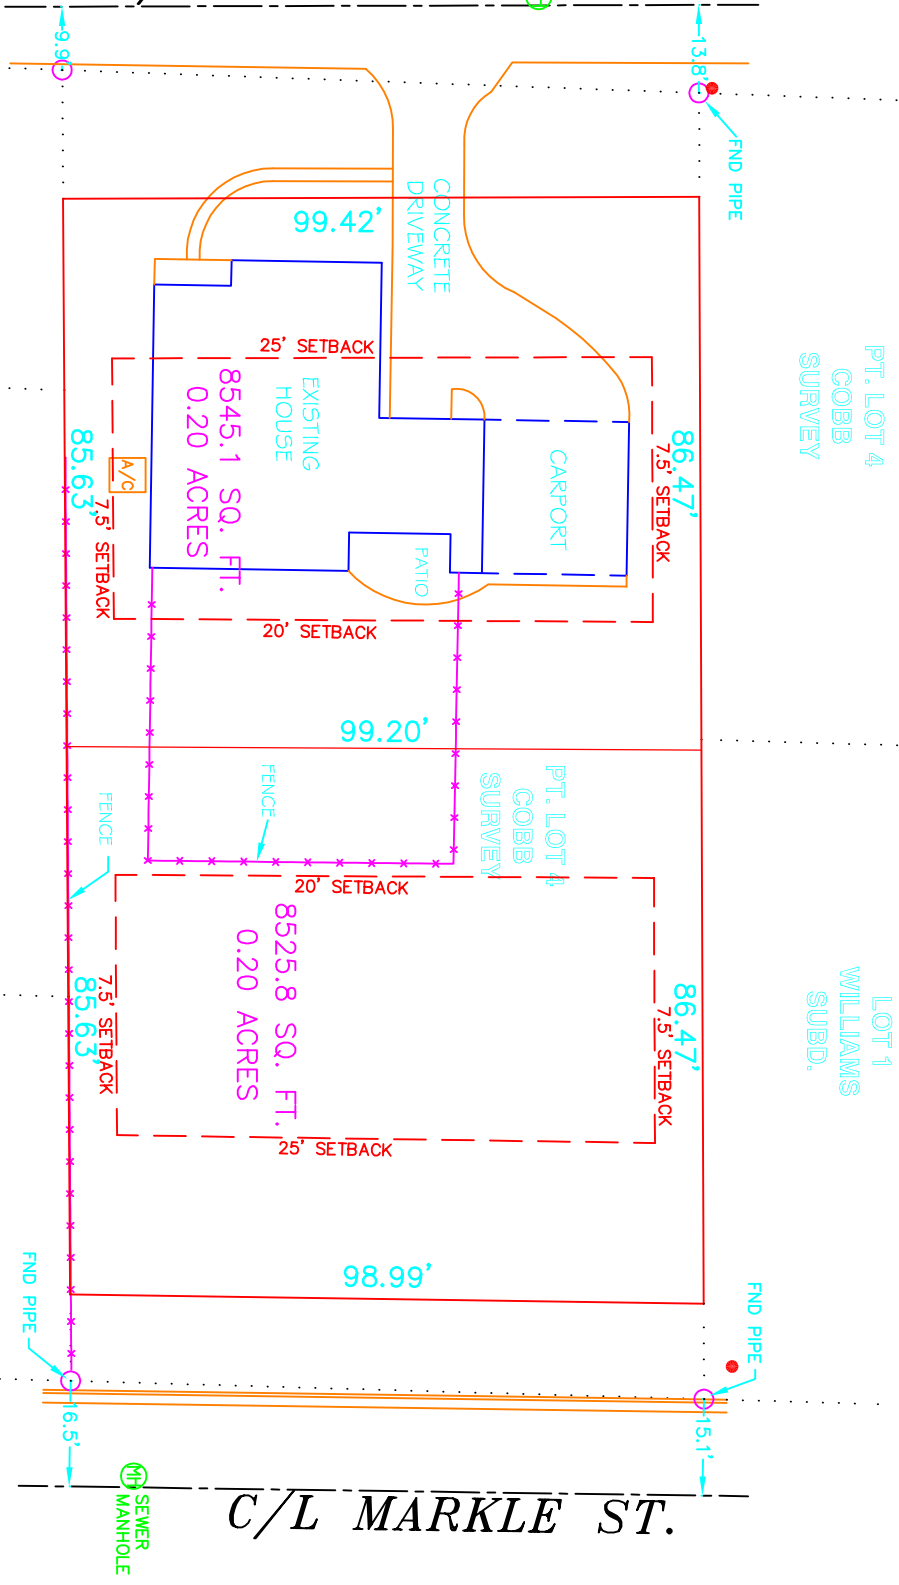 9.9'
13.8'
FND PIPE
CONCRETE
DRIVEWAY
99.42'
25' SETBACK
PT. LOT 4
COBB
SURVEY
EXISTING
HOUSE
8545.1 SQ. FT.
0.20 ACRES
CARPORT
86.47'
7.5' SETBACK
85.63'
7.5' SETBACK
A/C
PATIO
20' SETBACK
99.20'
FENCE
FENCE
PT. LOT 4
COBB
SURVEY
20' SETBACK
8525.8 SQ. FT.
0.20 ACRES
86.47'
7.5' SETBACK
85.63'
7.5' SETBACK
LOT 1
WILLIAMS
SUBD.
25' SETBACK
98.99'
FND PIPE
FND PIPE
16.5'
15.1'
MH
SEWER
MANHOLE
C/L MARKLE ST.